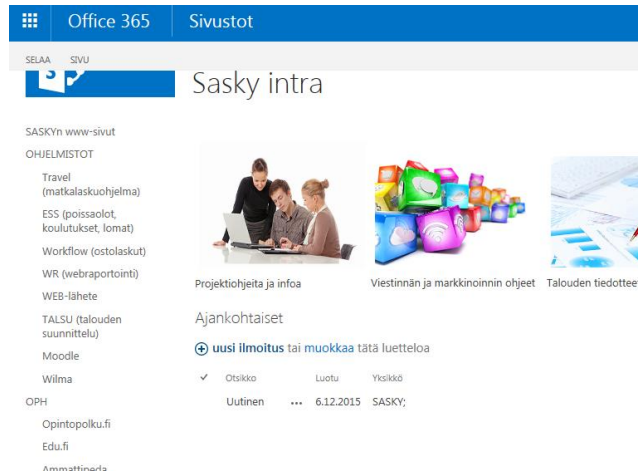 Office 365
Sivustot
SELAA SIVU
Sasky intra
SASKYn www-sivut
OHJELMISTOT
Travel
(matkalaskuohjelma)
ESS (poissaolot,
koulutukset, lomat)
Workflow (ostolaskut)
WR (webraportointi)
WEB-lähete
TALSU (talouden
suunnittelu)
Moodle
Wilma
OPH
Opintopolku.fi
Edu.fi
Ammattipeda
Projektiohjeita ja infoa
Viestinnän ja markkinoinnin ohjeet
Talouden tiedotteet
Ajankohtaiset
uusi ilmoitus tai muokkaa tätä luetteloa
Otsikko Luotu Yksikkö
Uutinen ... 6.12.2015 SASKY;